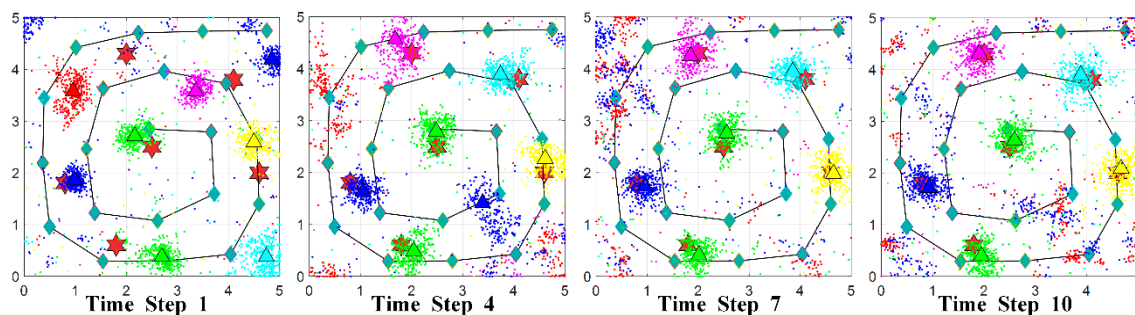 5 5 5 5
4 4 4 4
3 3 3 3
2 2 2 2
1 1 1 1
0 0 0 0
0 1 2 3 4 5 0 1 2 3 4 5 0 1 2 3 4 5 0 1 2 3 4
Time Step 1 Time Step 4 Time Step 7 Time Step 10